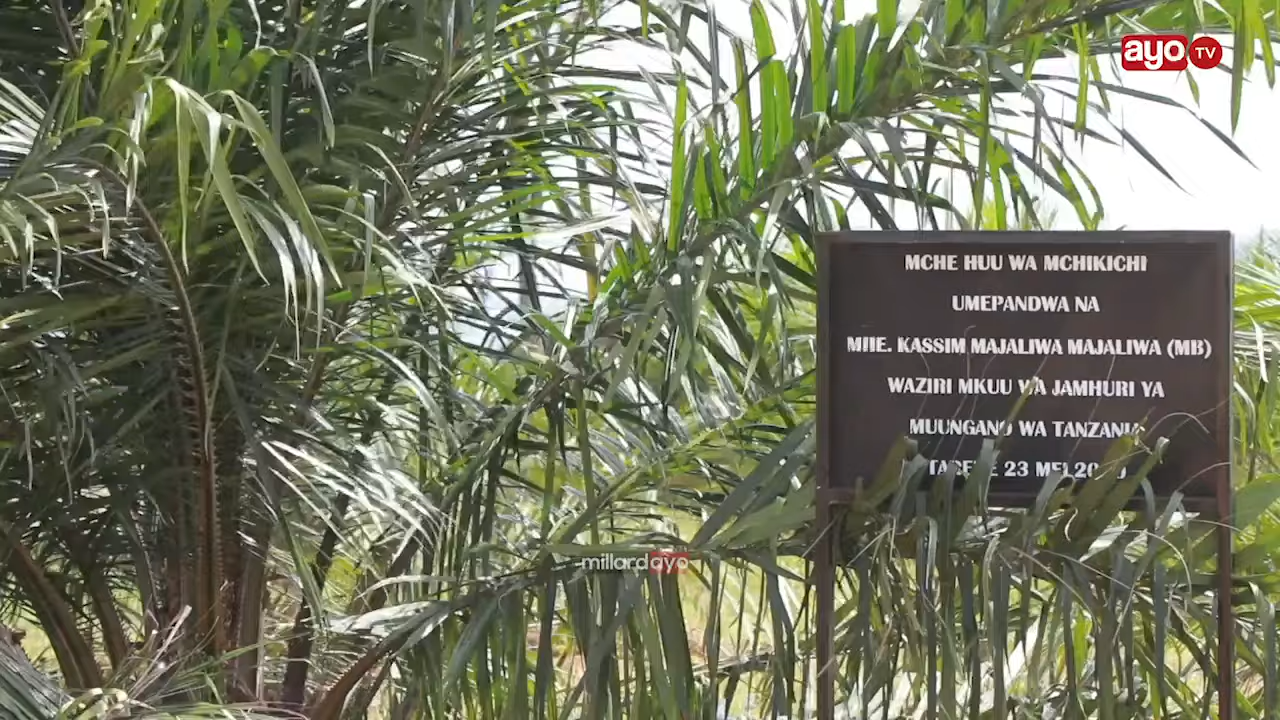 ayo TV
MCHE HUU WA MCHIKICHI
UMEPANDWA NA
MHE. KASSIM MAJALIWA MAJALIWA (MB)
WAZIRI MKUU WA JAMHURI YA
MUUNGANO WA TANZANIA
23 MEI
millardayo